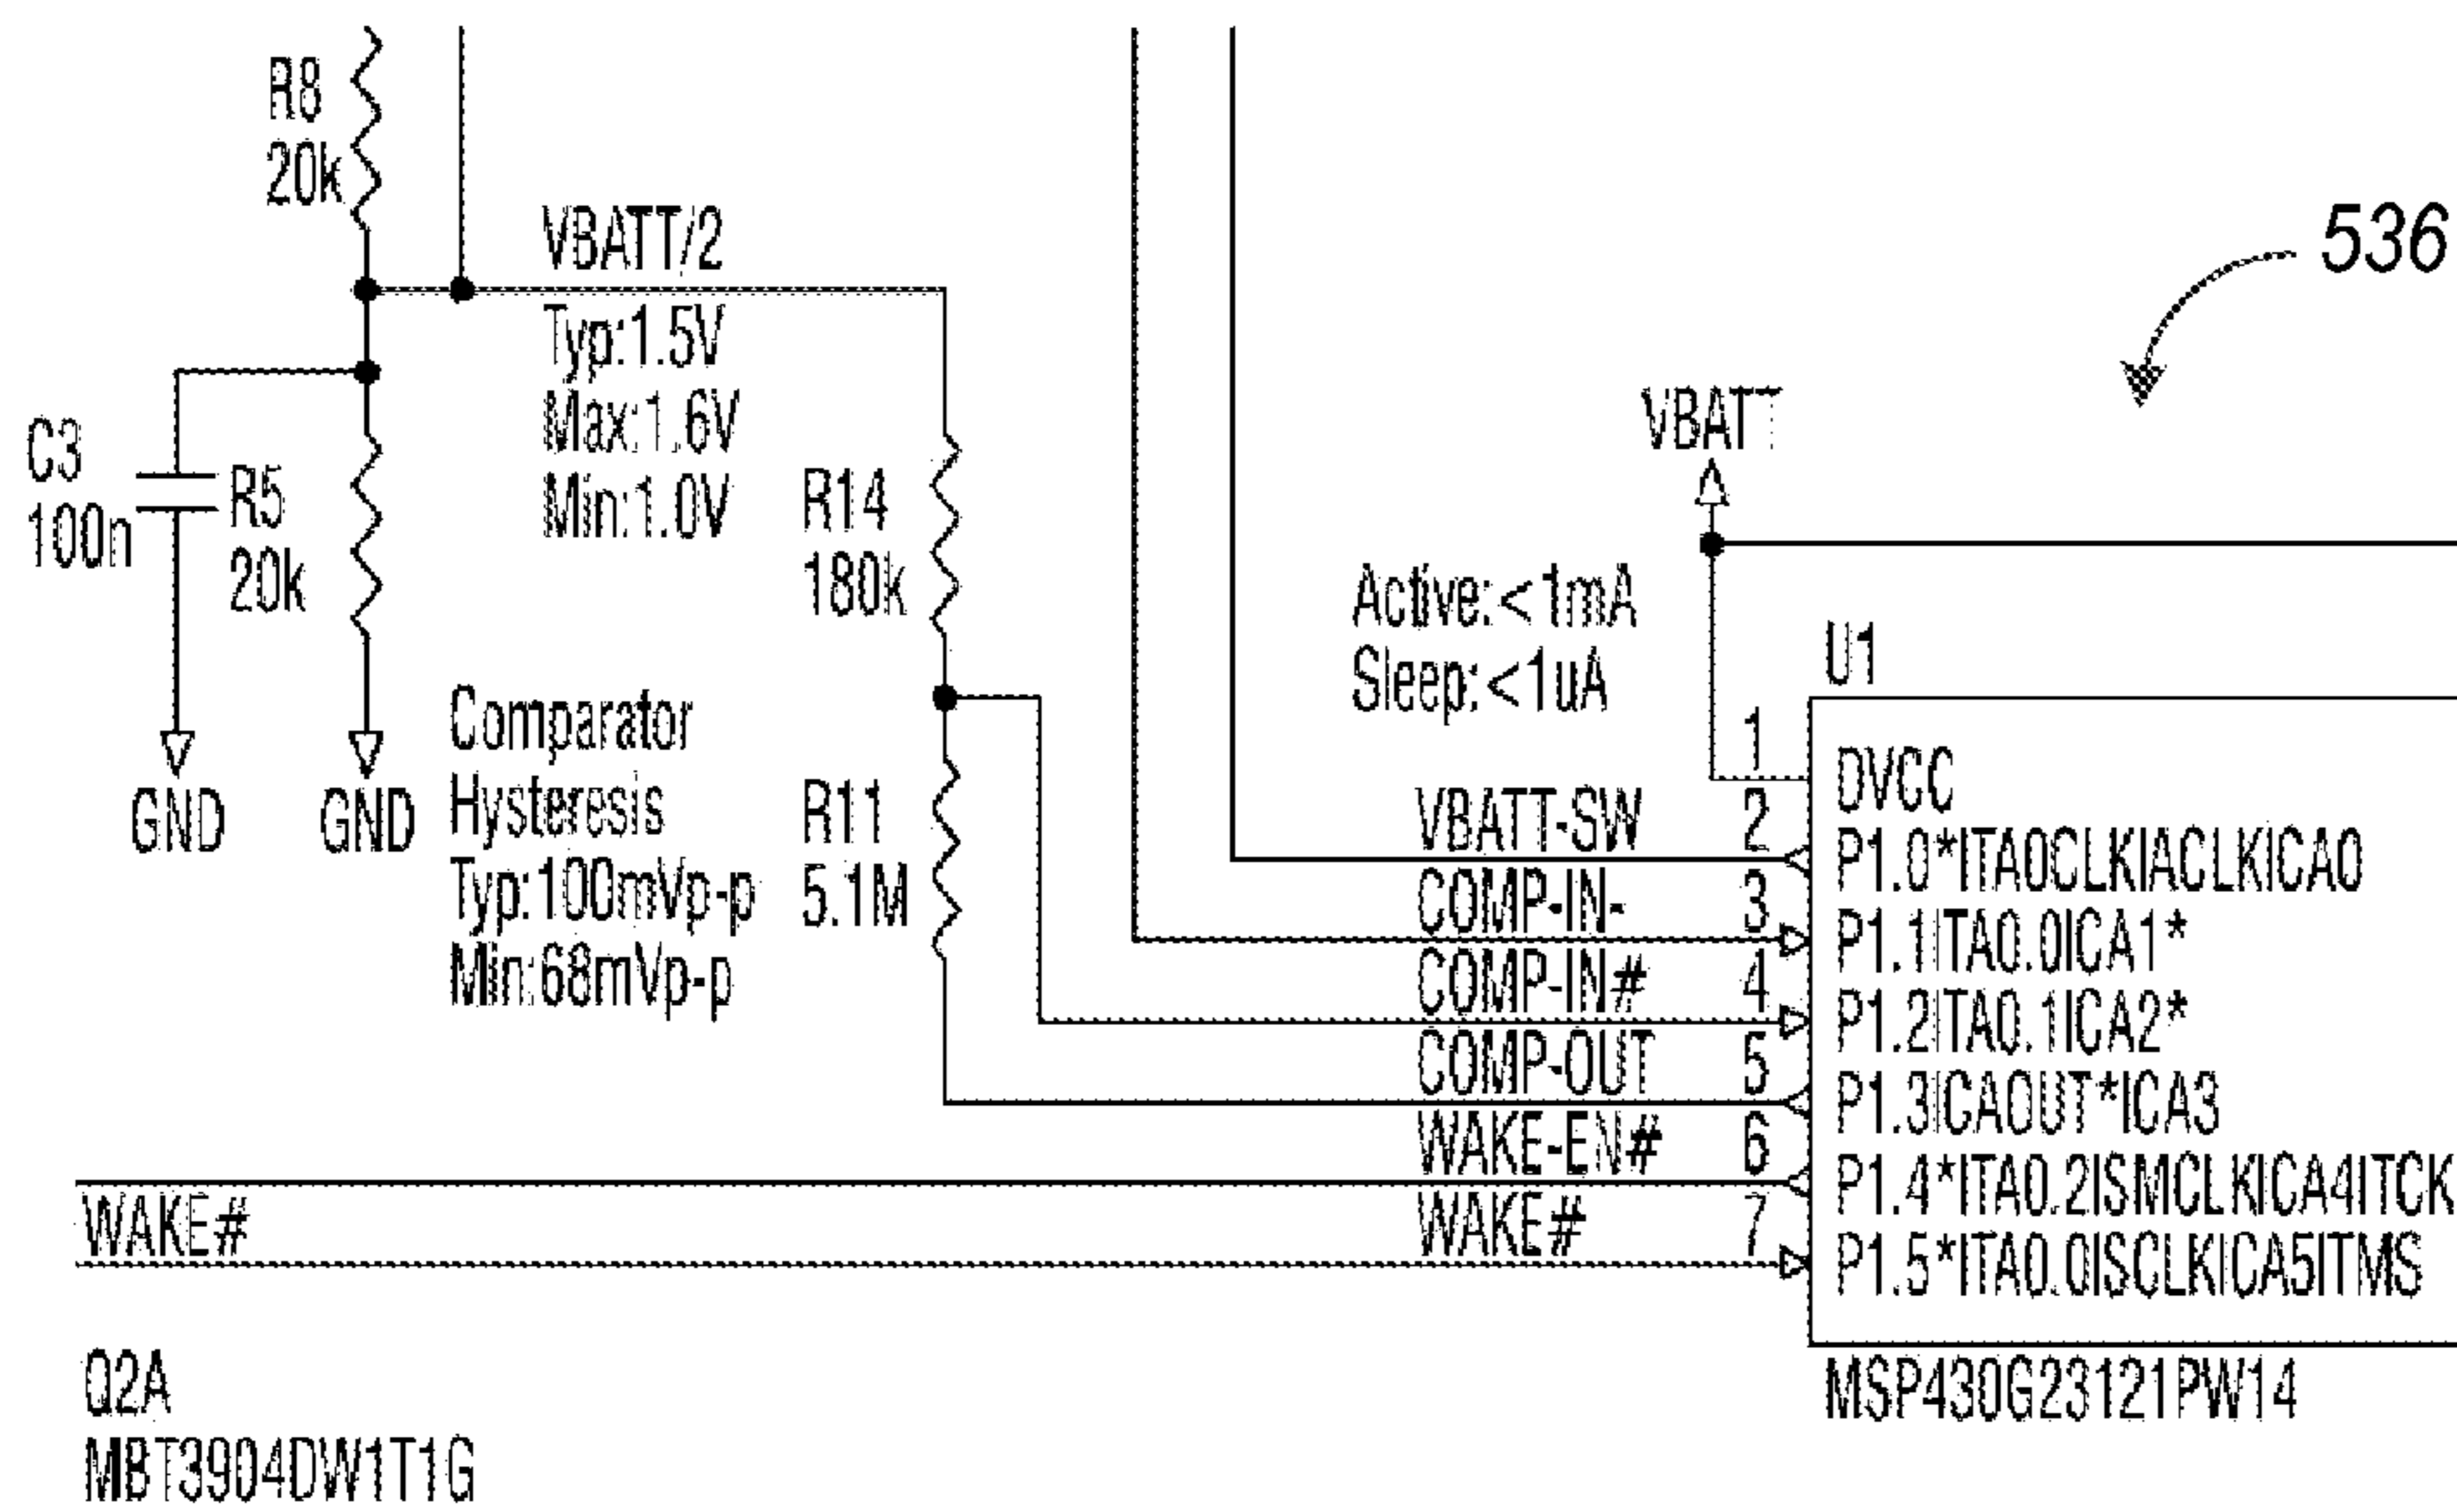 R8
20k
VBATT/2
Typ:1.5V
Max:1.6V
Min:1.0V
536
C3
100n
R5
20k
R14
180k
VBATT
Active:<1mA
Sleep:<1uA
U1
GND
GND
Comparator
Hysteresis
Typ:100mVp-p
Min:68mVp-p
R11
5.1M
1
DVCC
VBATT-SW 2
P1.0*ITA0CLKIACLKICA0
COMP-IN- 3
P1.1ITA0.0ICA1*
COMP-IN# 4
P1.2ITA0.1ICA2*
COMP-OUT 5
P1.3ICAOUT*ICA3
WAKE-EN# 6
P1.4*ITA0.2ISMCLKICA4ITCK
WAKE#
WAKE# 7
P1.5*ITA0.0ISCLKICA5ITMS
Q2A
MBT3904DW1T1G
MSP430G23121PW14